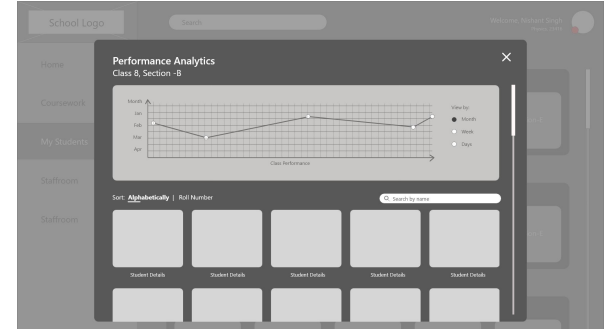 School Logo
Search
Welcome, Nishant Singh
Home
Coursework
My Students
Staffroom
Staffroom
Performance Analytics
Class 8, Section -B
Month
Jan
Feb
Mar
Apr
Class Performance
View by:
Month
Week
Days
Sort: Alphabetically | Roll Number
Search by name
Student Details
Student Details
Student Details
Student Details
Student Details